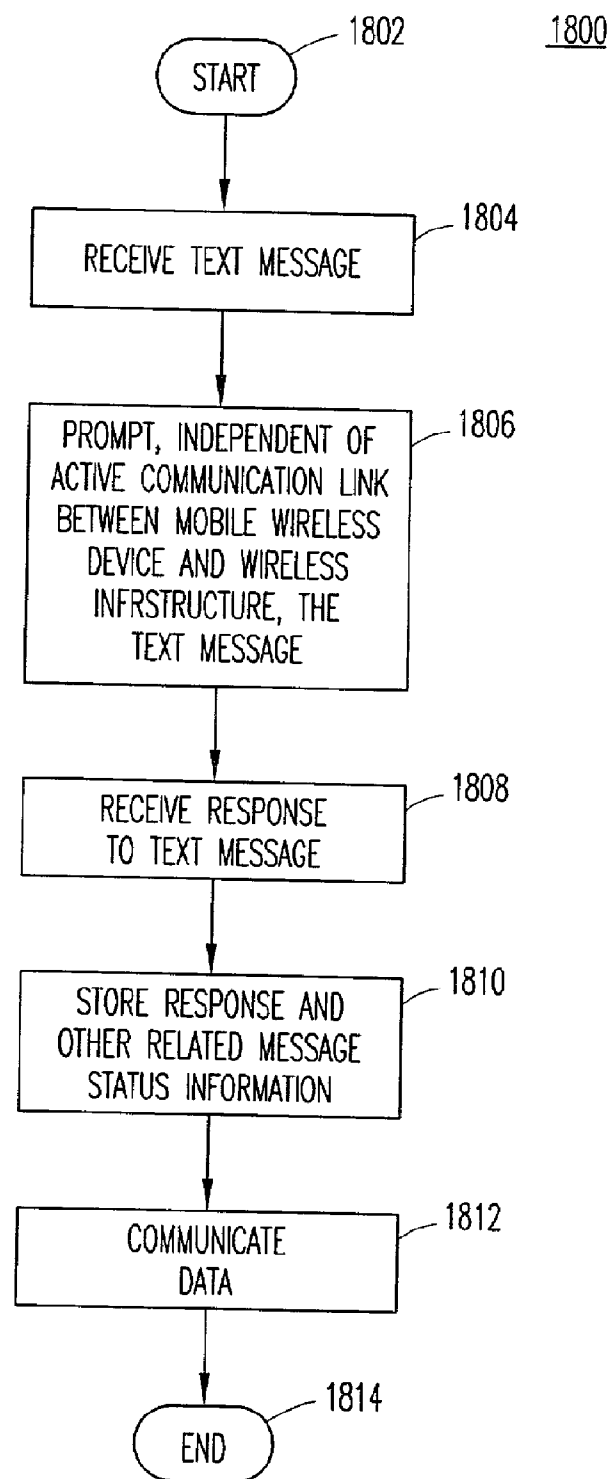 1802
1800
START
1804
RECEIVE TEXT MESSAGE
1806
PROMPT, INDEPENDENT OF
ACTIVE COMMUNICATION LINK
BETWEEN MOBILE WIRELESS
DEVICE AND WIRELESS
INFRSTRUCTURE, THE
TEXT MESSAGE
1808
RECEIVE RESPONSE
TO TEXT MESSAGE
1810
STORE RESPONSE AND
OTHER RELATED MESSAGE
STATUS INFORMATION
1812
COMMUNICATE
DATA
1814
END